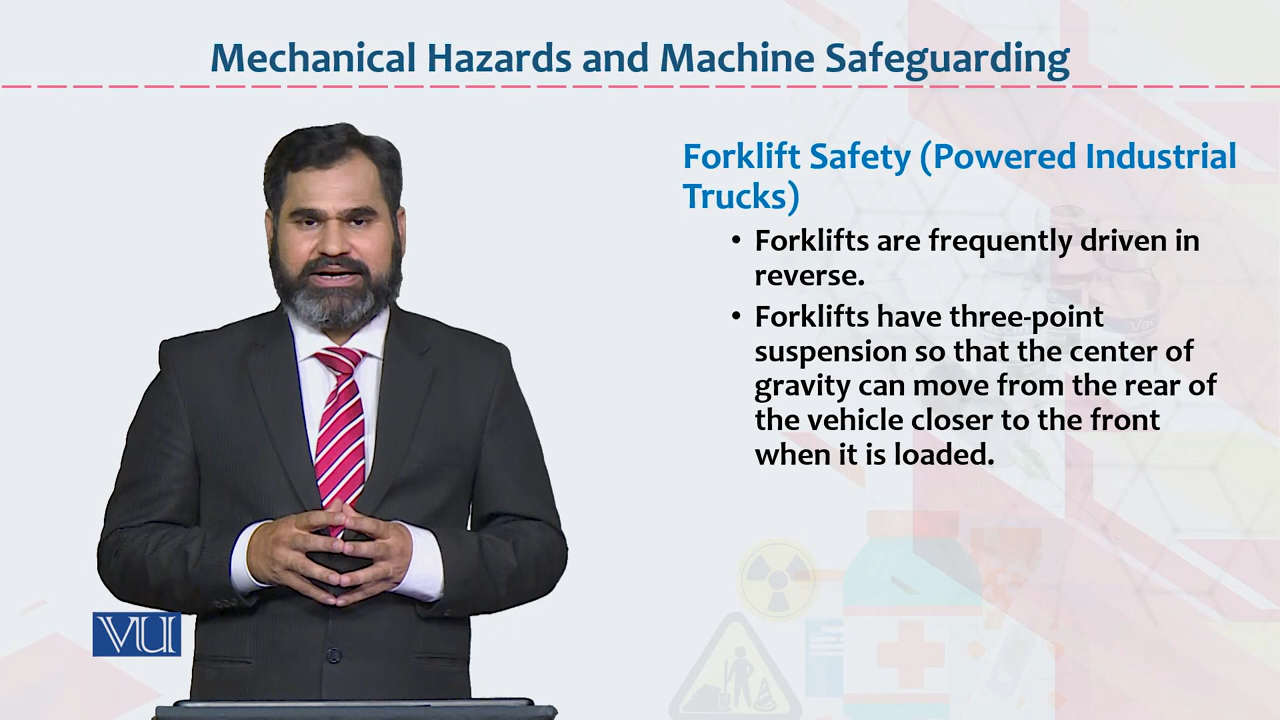 Mechanical Hazards and Machine Safeguarding
Forklift Safety (Powered Industrial
Trucks)
• Forklifts are frequently driven in
reverse.
• Forklifts have three-point
suspension so that the center of
gravity can move from the rear of
the vehicle closer to the front
when it is loaded.
VU